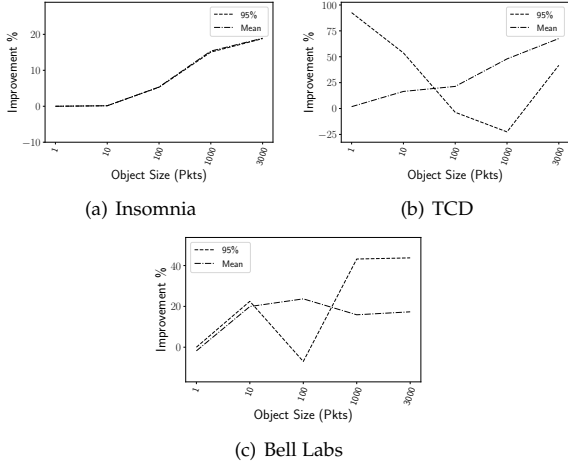 95%
Mean
Improvement %
20
10
0
−10
1
10
100
1000
3000
Object Size (Pkts)
(a) Insomnia
95%
Mean
Improvement %
100
75
50
25
0
−25
1
10
100
1000
3000
Object Size (Pkts)
(b) TCD
95%
Mean
Improvement %
40
20
0
1
10
100
1000
3000
Object Size (Pkts)
(c) Bell Labs